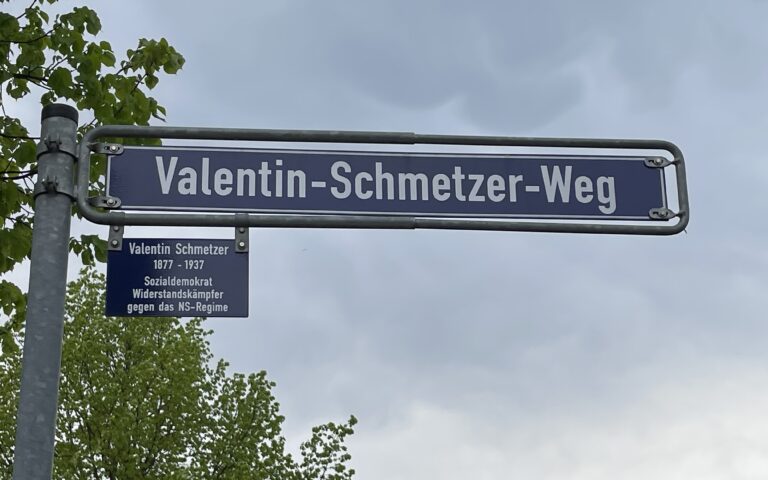 Valentin-Schmetzer-Weg
Valentin Schmetzer
1877 - 1937
Sozialdemokrat
Widerstandskämpfer
gegen das NS-Regime